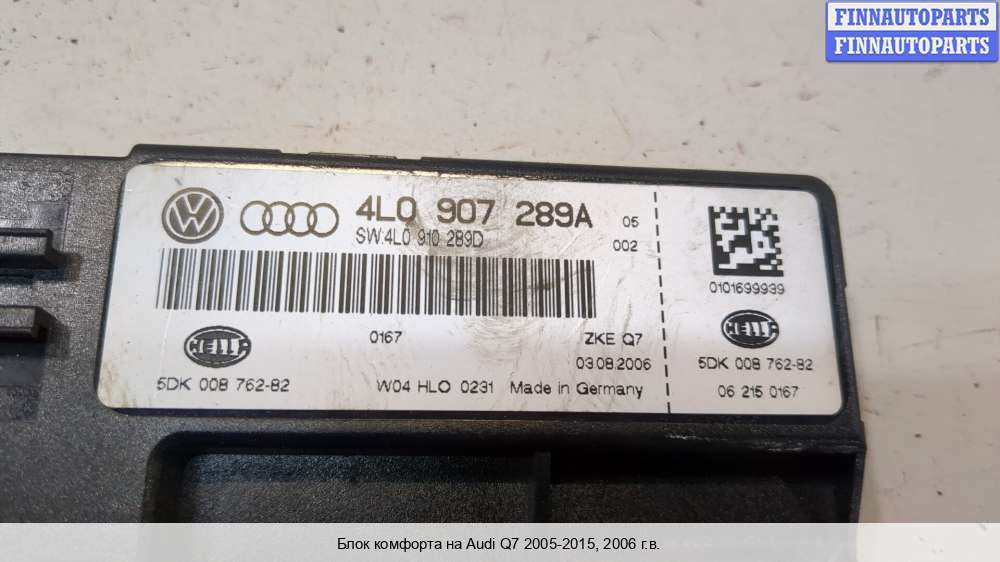 FINNAUTOPARTS
FINNAUTOPARTS
4L0 907 289A
05
SW:4L0 910 289D
002
0101699939
0167
ZKE Q7
HELLA
HELLA
03.08.2006
5DK 008 762-82
5DK 008 762-82
W04 HLO 0231 Made in Germany
06 215 0167
Блок комфорта на Audi Q7 2005-2015, 2006 г.в.